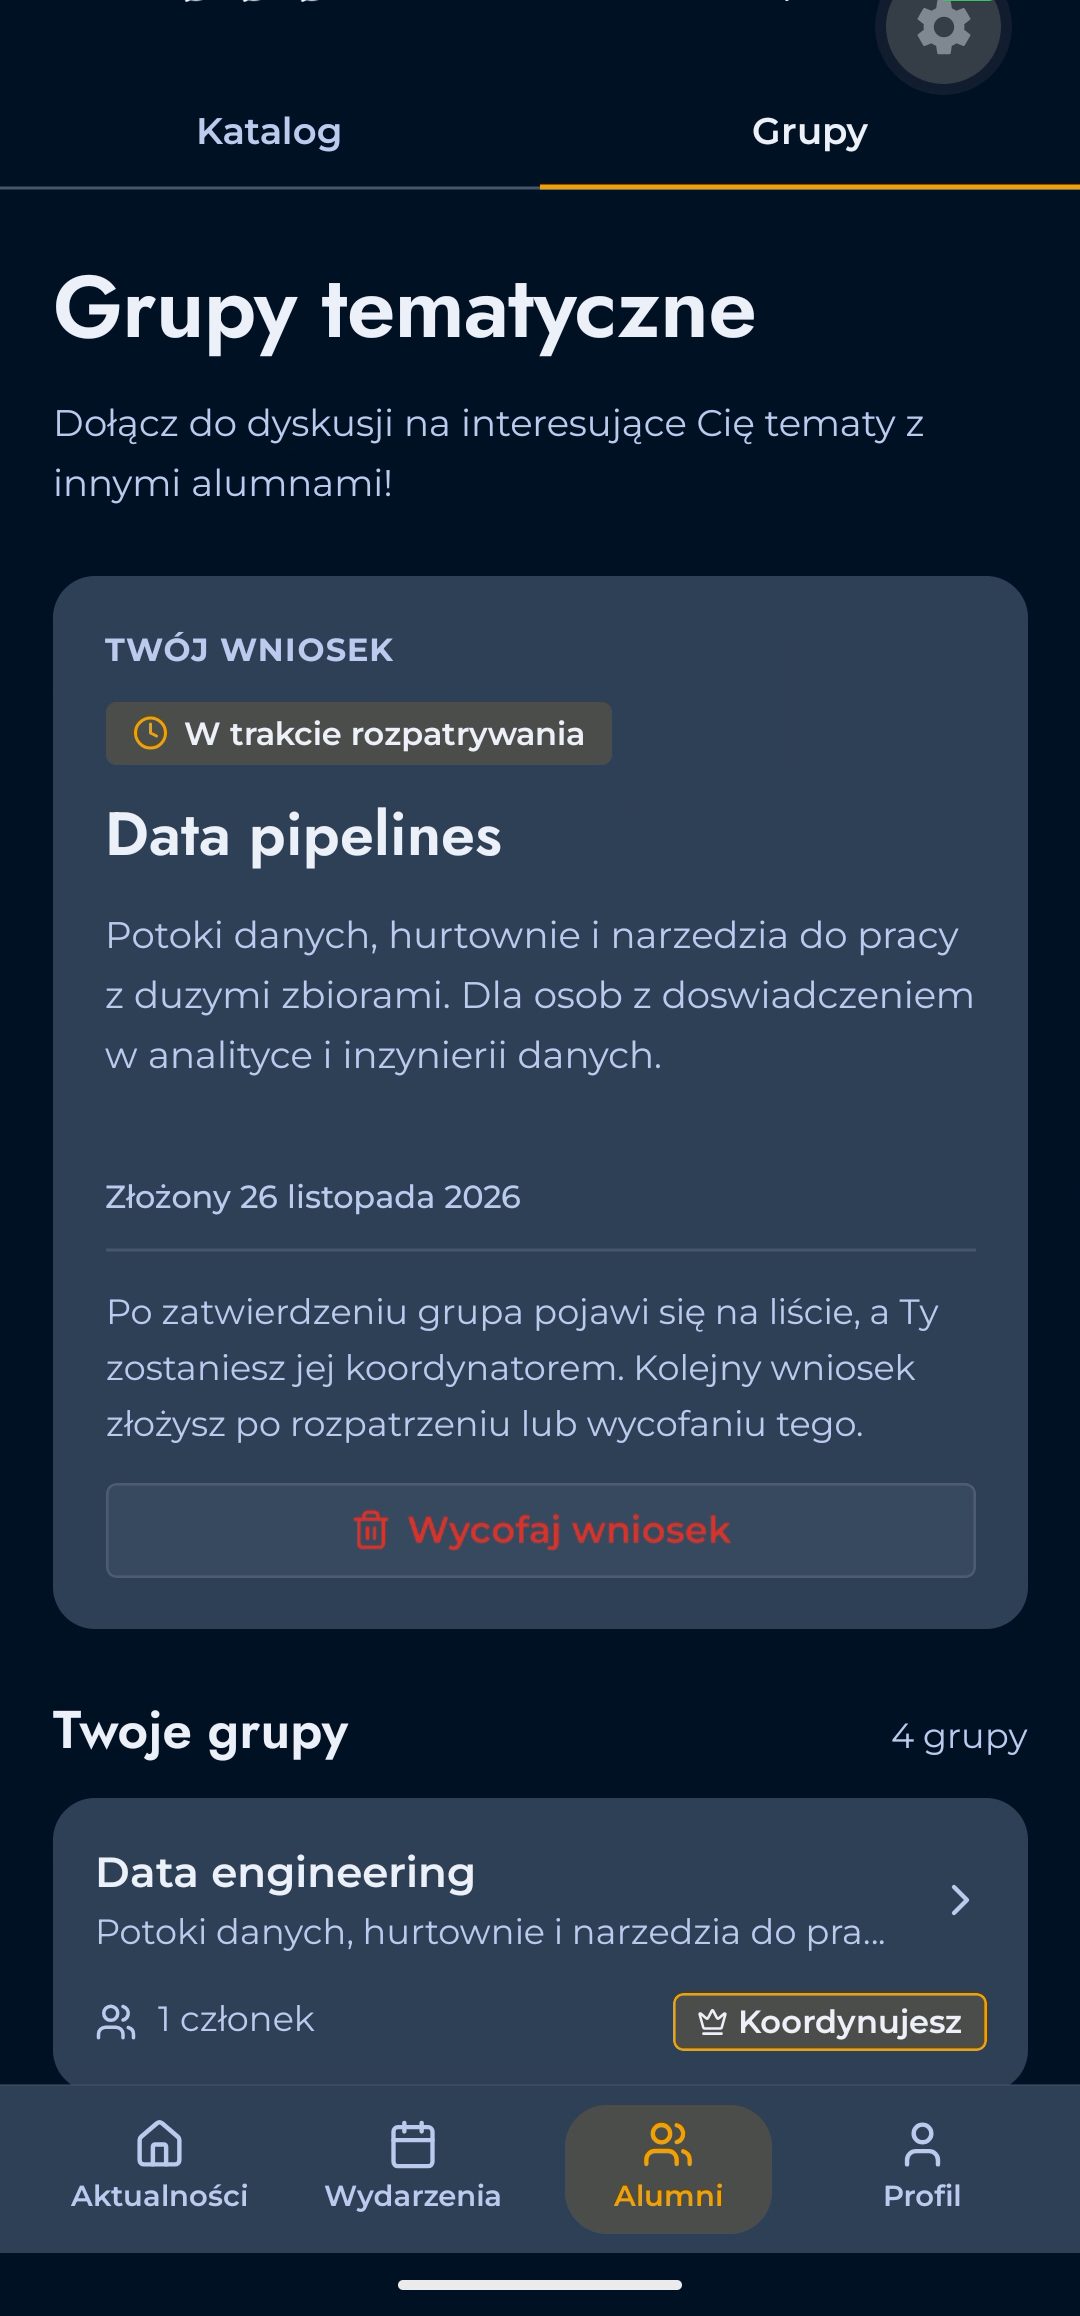 Katalog
Grupy
Grupy tematyczne
Dołącz do dyskusji na interesujące Cię tematy z
innymi alumnami!
TWÓJ WNIOSEK
W trakcie rozpatrywania
Data pipelines
Potoki danych, hurtownie i narzedzia do pracy
z duzymi zbiorami. Dla osob z doswiadczeniem
w analityce i inzynierii danych.
Złożony 26 listopada 2026
Po zatwierdzeniu grupa pojawi się na liście, a Ty
zostaniesz jej koordynatorem. Kolejny wniosek
złożysz po rozpatrzeniu lub wycofaniu tego.
Wycofaj wniosek
Twoje grupy
4 grupy
Data engineering
Potoki danych, hurtownie i narzedzia do pra...
1 członek
Koordynujesz
Aktualności
Wydarzenia
Alumni
Profil